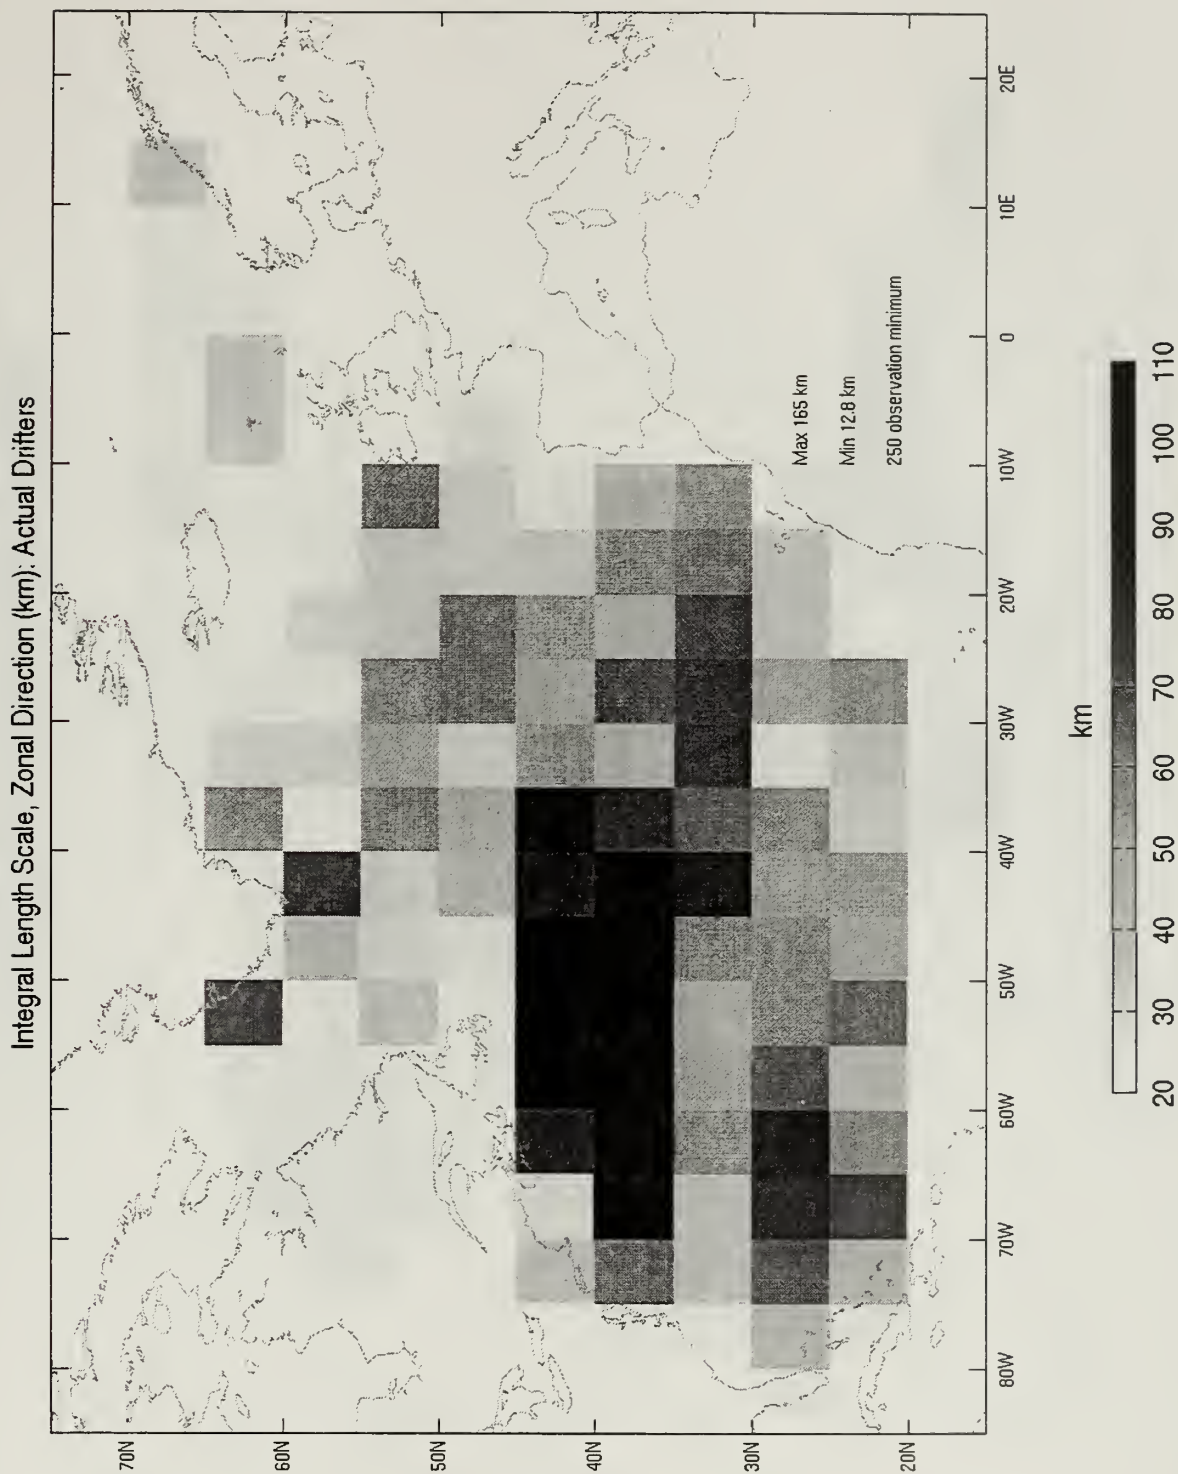 Integral Length Scale, Zonal Direction (km): Actual Drifters
70N
60N
50N
40N
30N
20N
80W
70W
60W
50W
40W
30W
20W
10W
0
10E
20E
Max 165 km
Min 12.8 km
250 observation minimum
km
20
30
40
50
60
70
80
90
100
110